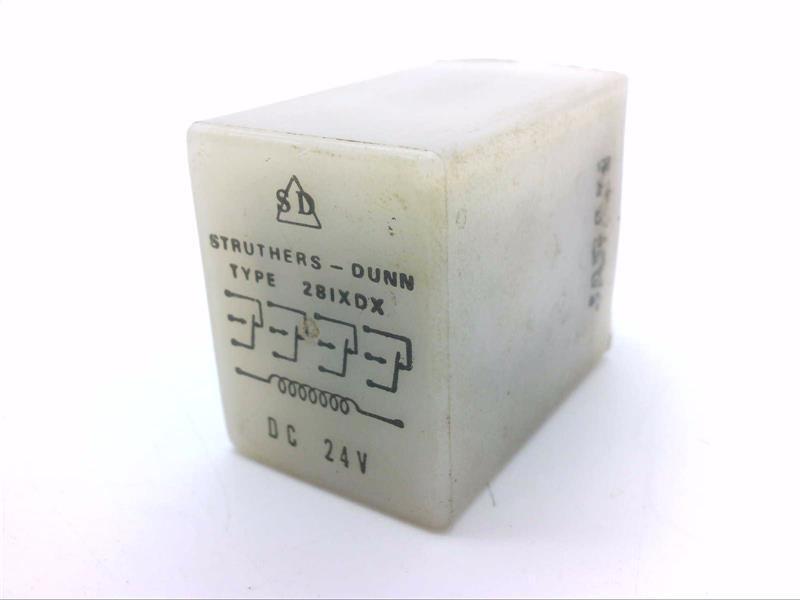 SD
STRUTHERS - DUNN
TYPE 281XDX
DC 24V